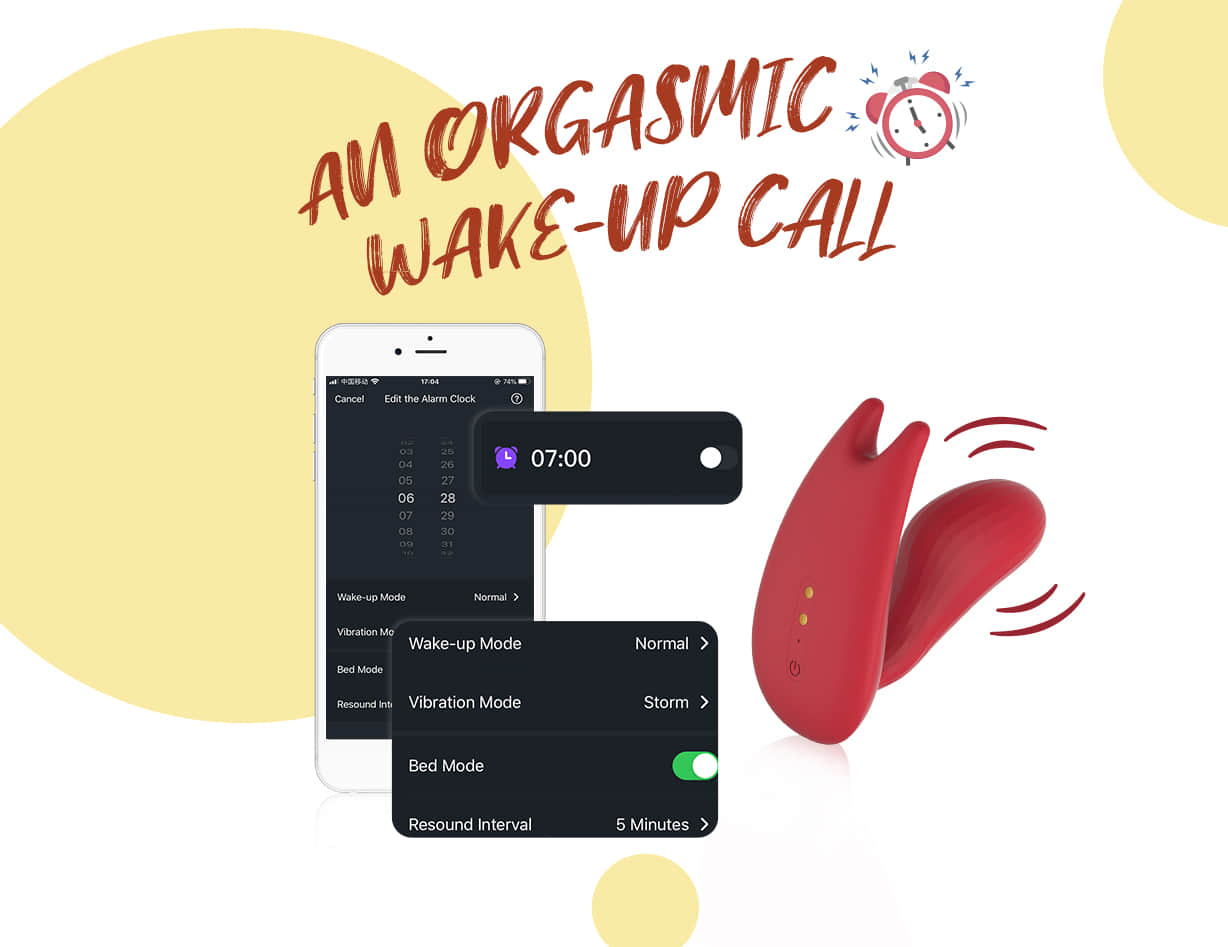 AN ORGASMIC
WAKE-UP CALL
中国移动 17:04 74%
Cancel Edit the Alarm Clock ?
03 25
04 26
05 27
06 28
07 29
08 30
09 31
07:00
Wake-up Mode Normal
Vibration Mo
Bed Mode
Resound Int
Wake-up Mode Normal
Vibration Mode Storm
Bed Mode
Resound Interval 5 Minutes